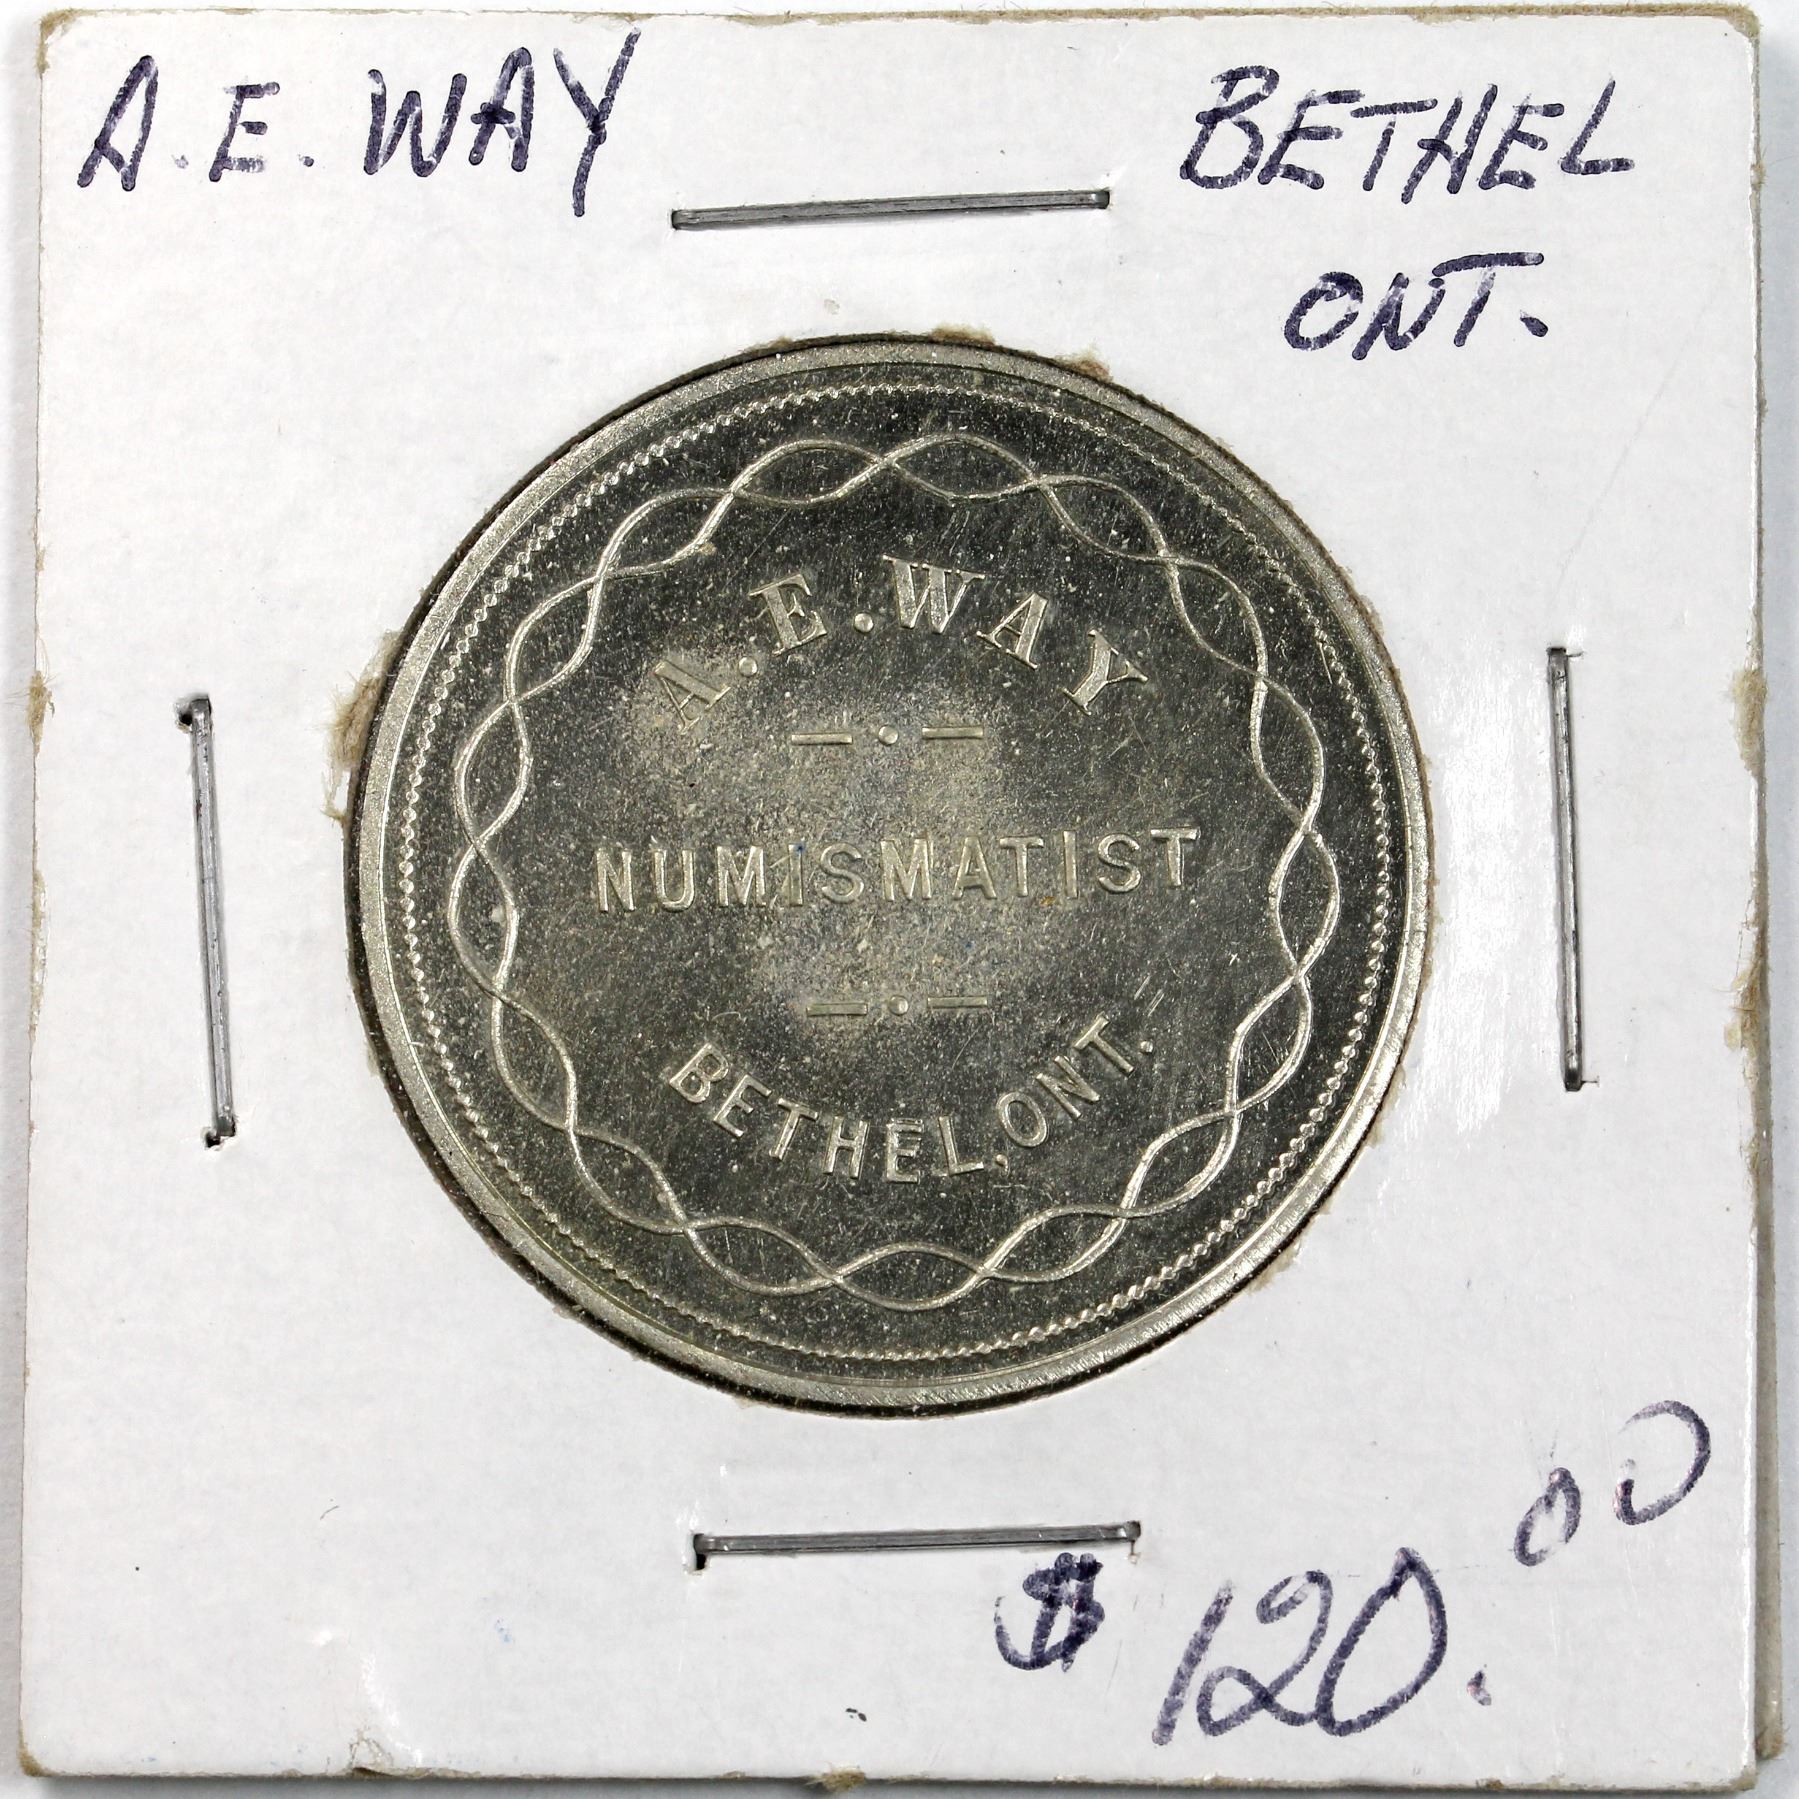 A.E. WAY
BETHEL
ONT.
A.E.WAY
NUMISMATIST
BETHEL, ONT.
$120.00